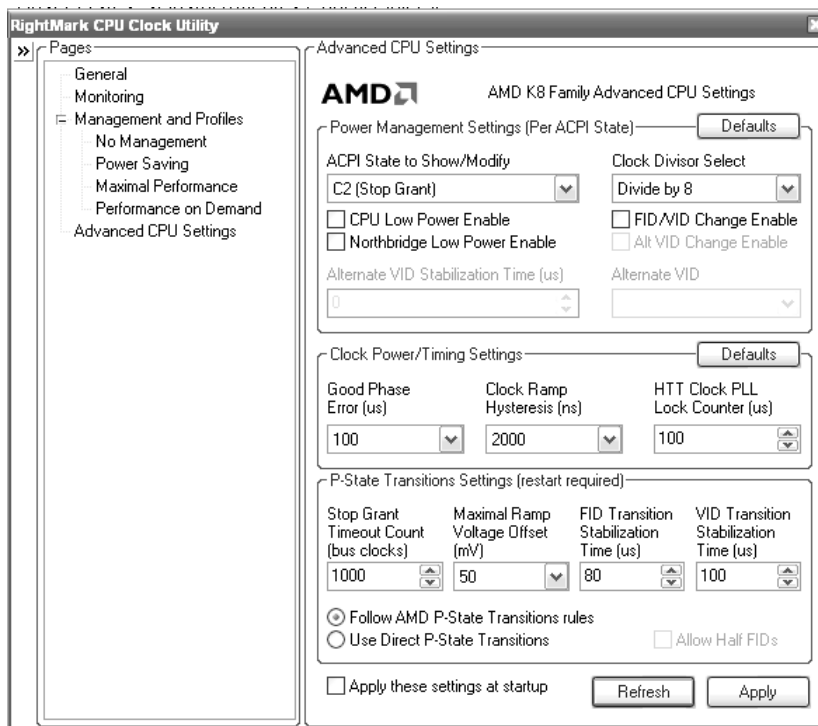 RightMark CPU Clock Utility
Pages
General
Monitoring
Management and Profiles
No Management
Power Saving
Maximal Performance
Performance on Demand
Advanced CPU Settings
Advanced CPU Settings
AMD
AMD K8 Family Advanced CPU Settings
Power Management Settings (Per ACPI State)
Defaults
ACPI State to Show/Modify
Clock Divisor Select
C2 (Stop Grant)
Divide by 8
CPU Low Power Enable
FID/VID Change Enable
Northbridge Low Power Enable
Alt VID Change Enable
Alternate VID Stabilization Time (us)
Alternate VID
0
Clock Power/Timing Settings
Defaults
Good Phase
Error (us)
Clock Ramp
Hysteresis (ns)
HTT Clock PLL
Lock Counter (us)
100
2000
100
P-State Transitions Settings (restart required)
Stop Grant
Timeout Count
(bus clocks)
Maximal Ramp
Voltage Offset
(mV)
FID Transition
Stabilization
Time (us)
VID Transition
Stabilization
Time (us)
1000
50
80
100
Follow AMD P-State Transitions rules
Use Direct P-State Transitions
Allow Half FIDs
Apply these settings at startup
Refresh
Apply